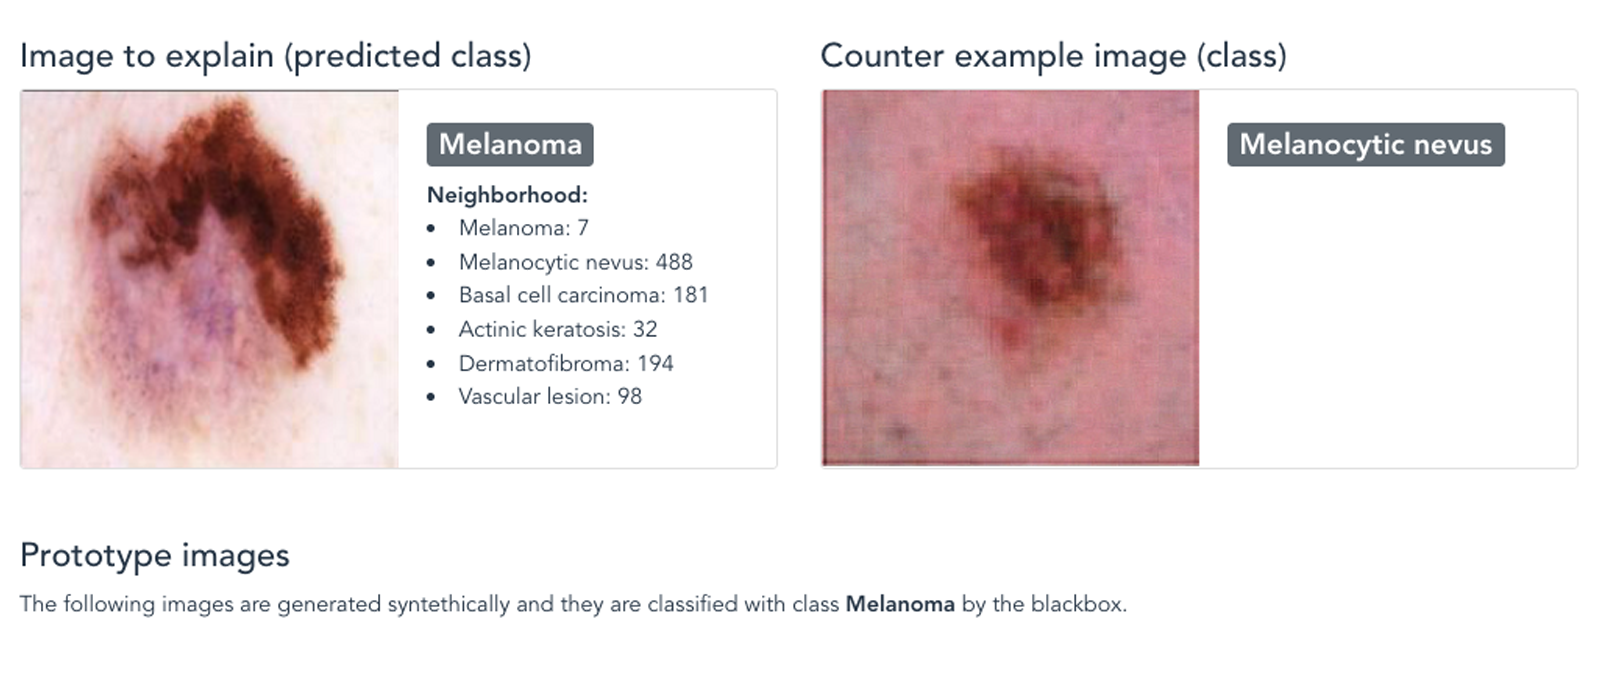 Image to explain (predicted class)
Melanoma
Neighborhood:
• Melanoma: 7
• Melanocytic nevus: 488
• Basal cell carcinoma: 181
• Actinic keratosis: 32
• Dermatofibroma: 194
• Vascular lesion: 98
Counter example image (class)
Melanocytic nevus
Prototype images
The following images are generated syntethically and they are classified with class Melanoma by the blackbox.